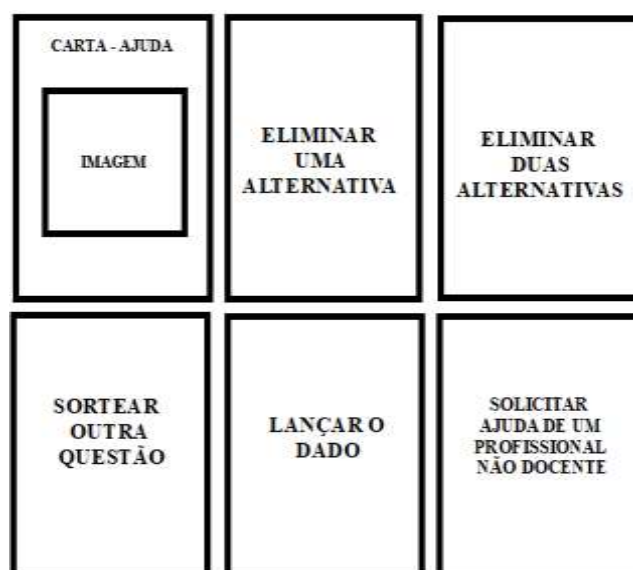 CARTA - AJUDA
IMAGEM
ELIMINAR
UMA
ALTERNATIVA
ELIMINAR
DUAS
ALTERNATIVAS
SORTEAR
OUTRA
QUESTÃO
LANÇAR O
DADO
SOLICITAR
AJUDA DE UM
PROFISSIONAL
NÃO DOCENTE